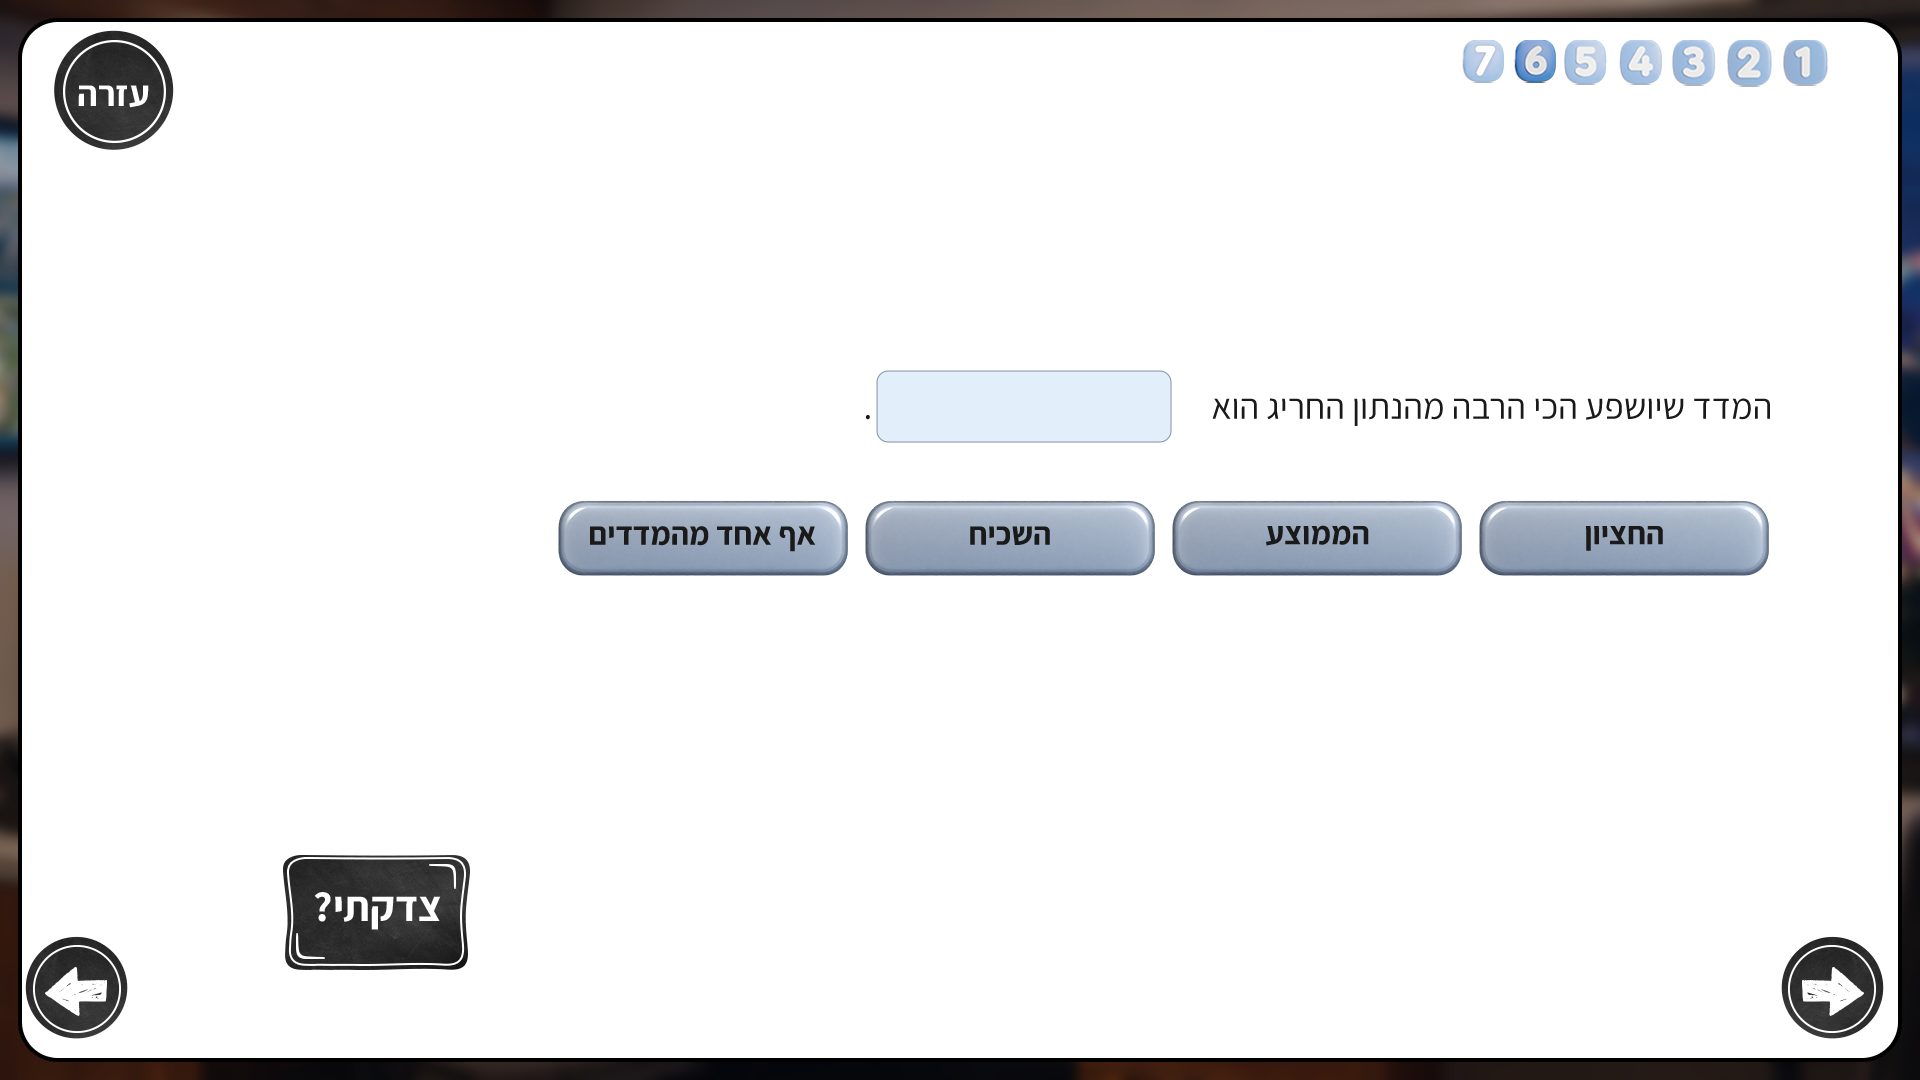 עזרה
1 2 3 4 5 6 7
המדד שיושפע הכי הרבה מהנתון החריג הוא .
החציון הממוצע השכיח אף אחד מהמדדים
צדקתי?